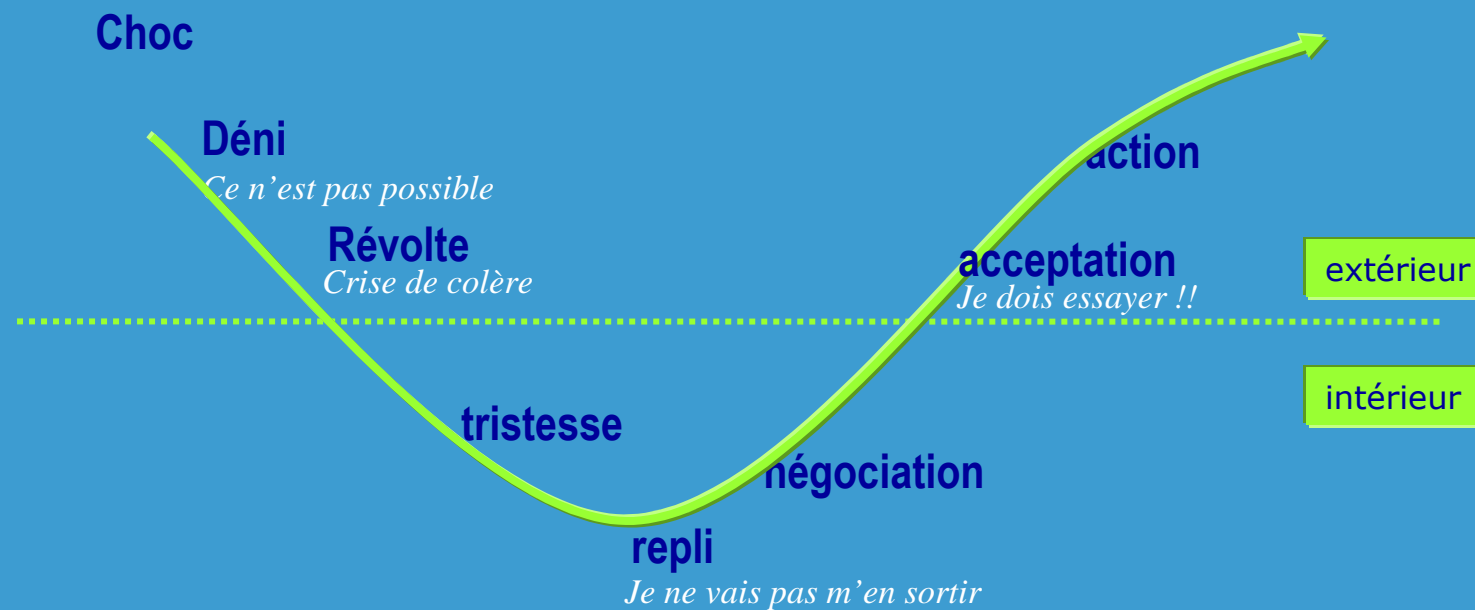 Choc
Déni
Ce n’est pas possible
Révolte
Crise de colère
tristesse
repli
Je ne vais pas m’en sortir
négociation
acceptation
Je dois essayer !!
action
extérieur
intérieur